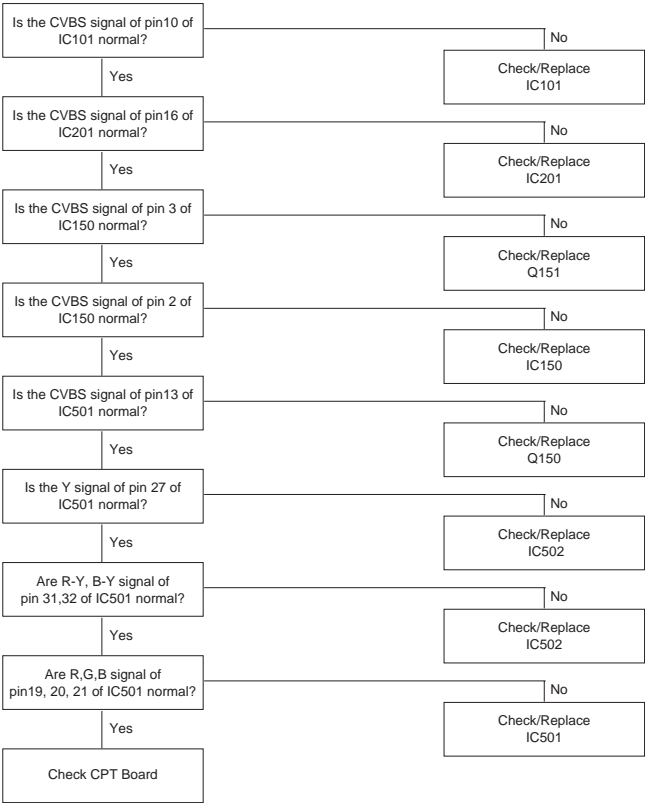 Is the CVBS signal of pin10 of
IC101 normal?
No
Check/Replace
IC101
Yes
Is the CVBS signal of pin16 of
IC201 normal?
No
Check/Replace
IC201
Yes
Is the CVBS signal of pin 3 of
IC150 normal?
No
Check/Replace
Q151
Yes
Is the CVBS signal of pin 2 of
IC150 normal?
No
Check/Replace
IC150
Yes
Is the CVBS signal of pin13 of
IC501 normal?
No
Check/Replace
Q150
Yes
Is the Y signal of pin 27 of
IC501 normal?
No
Check/Replace
IC502
Yes
Are R-Y, B-Y signal of
pin 31,32 of IC501 normal?
No
Check/Replace
IC502
Yes
Are R,G,B signal of
pin19, 20, 21 of IC501 normal?
No
Check/Replace
IC501
Yes
Check CPT Board